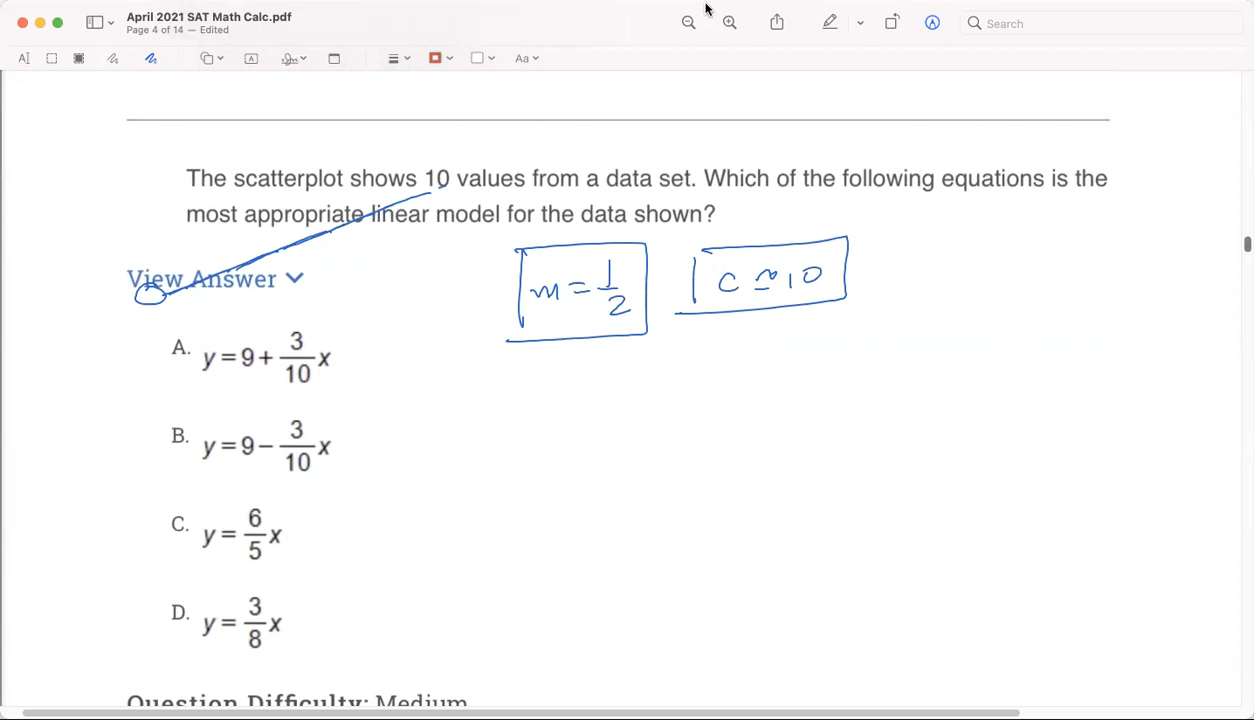 April 2021 SAT Math Calc.pdf
Page 4 of 14 — Edited
Search
Aa
The scatterplot shows 10 values from a data set. Which of the following equations is the
most appropriate linear model for the data shown?
View Answer
m = 1/2
c ≃ 10
A. y = 9 + 3/10 x
B. y = 9 − 3/10 x
C. y = 6/5 x
D. y = 3/8 x
Question Difficulty: Medium